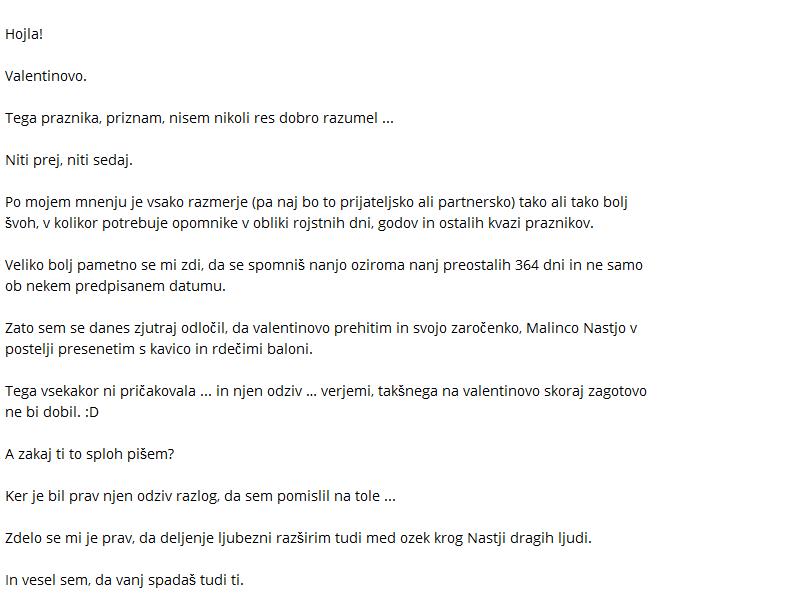 Hojla!
Valentinovo.
Tega praznika, priznam, nisem nikoli res dobro razumel ...
Niti prej, niti sedaj.
Po mojem mnenju je vsako razmerje (pa naj bo to prijateljsko ali partnersko) tako ali tako bolj
švoh, v kolikor potrebuje opomnike v obliki rojstnih dni, godov in ostalih kvazi praznikov.
Veliko bolj pametno se mi zdi, da se spomniš nanjo oziroma nanj preostalih 364 dni in ne samo
ob nekem predpisanem datumu.
Zato sem se danes zjutraj odločil, da valentinovo prehitim in svojo zaročenko, Malinco Nastjo v
postelji presenetim s kavico in rdečimi baloni.
Tega vsekakor ni pričakovala ... in njen odziv ... verjemi, takšnega na valentinovo skoraj zagotovo
ne bi dobil. :D
A zakaj ti to sploh pišem?
Ker je bil prav njen odziv razlog, da sem pomislil na tole ...
Zdelo se mi je prav, da deljenje ljubezni razširim tudi med ozek krog Nastji dragih ljudi.
In vesel sem, da vanj spadaš tudi ti.